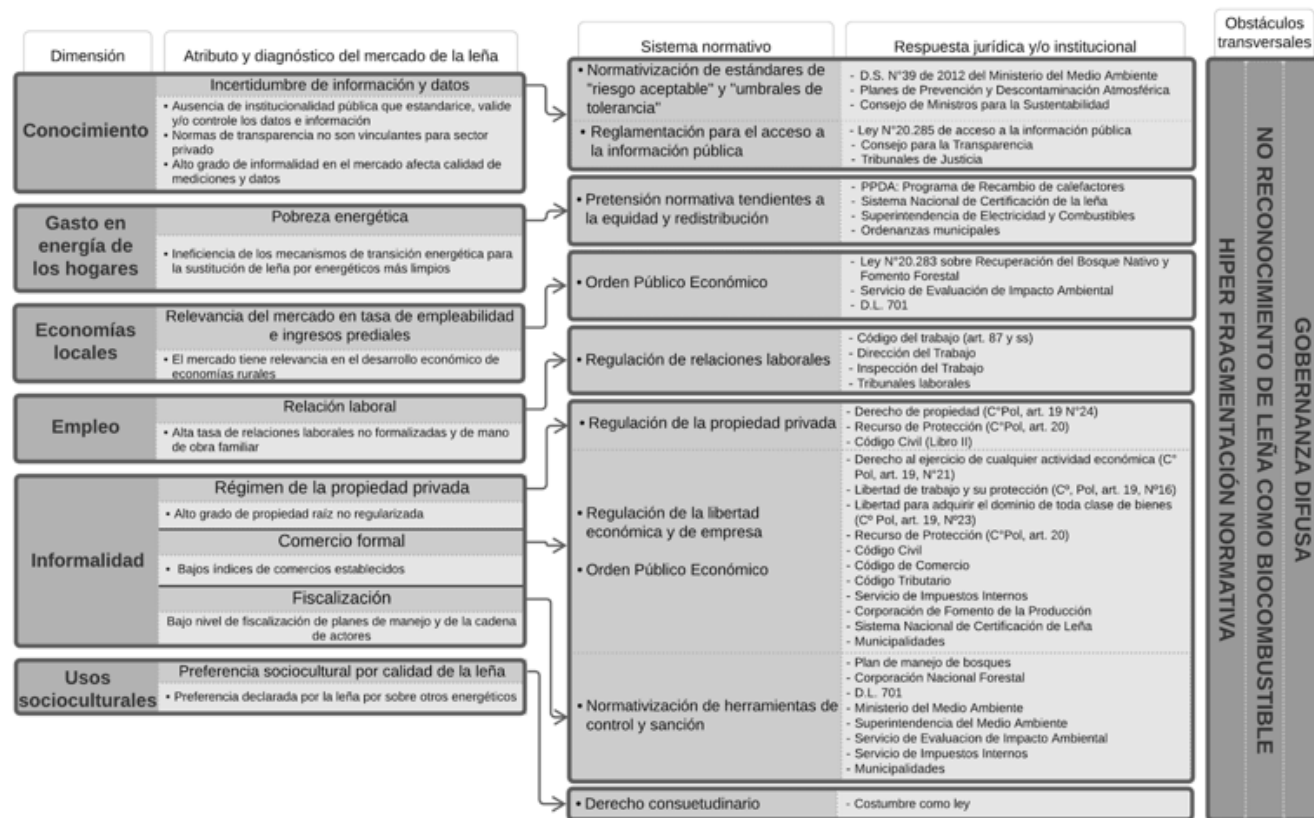 Dimensión
Atributo y diagnóstico del mercado de la leña
Sistema normativo
Respuesta jurídica y/o institucional
Obstáculos
transversales
Conocimiento
Incertidumbre de información y datos
• Ausencia de institucionalidad pública que estandarice, valide
y/o controle los datos e información
• Normas de transparencia no son vinculantes para sector
privado
• Alto grado de informalidad en el mercado afecta calidad de
mediciones y datos
Gasto en
energía de
los hogares
Pobreza energética
• Ineficiencia de los mecanismos de transición energética para
la sustitución de leña por energéticos más limpios
Economías
locales
Relevancia del mercado en tasa de empleabilidad
e ingresos prediales
• El mercado tiene relevancia en el desarrollo económico de
economías rurales
Empleo
Relación laboral
• Alta tasa de relaciones laborales no formalizadas y de mano
de obra familiar
Informalidad
Régimen de la propiedad privada
• Alto grado de propiedad raíz no regularizada
Comercio formal
• Bajos índices de comercios establecidos
Fiscalización
Bajo nivel de fiscalización de planes de manejo y de la cadena
de actores
Usos
socioculturales
Preferencia sociocultural por calidad de la leña
• Preferencia declarada por la leña por sobre otros energéticos
• Normativización de estándares de
"riesgo aceptable" y "umbrales de
tolerancia"
- D.S. N°39 de 2012 del Ministerio del Medio Ambiente
- Planes de Prevención y Descontaminación Atmosférica
- Consejo de Ministros para la Sustentabilidad
• Reglamentación para el acceso a
la información pública
- Ley N°20.285 de acceso a la información pública
- Consejo para la Transparencia
- Tribunales de Justicia
• Pretensión normativa tendientes a
la equidad y redistribución
- PPDA: Programa de Recambio de calefactores
- Sistema Nacional de Certificación de la leña
- Superintendencia de Electricidad y Combustibles
- Ordenanzas municipales
• Orden Público Económico
- Ley N°20.283 sobre Recuperación del Bosque Nativo y
Fomento Forestal
- Servicio de Evaluación de Impacto Ambiental
- D.L. 701
• Regulación de relaciones laborales
- Código del trabajo (art. 87 y ss)
- Dirección del Trabajo
- Inspección del Trabajo
- Tribunales laborales
• Regulación de la propiedad privada
- Derecho de propiedad (C°Pol, art. 19 N°24)
- Recurso de Protección (C°Pol, art. 20)
- Código Civil (Libro II)
• Regulación de la libertad
económica y de empresa
• Orden Público Económico
- Derecho al ejercicio de cualquier actividad económica (C°
Pol, art. 19, N°21)
- Libertad de trabajo y su protección (Cº, Pol, art. 19, Nº16)
- Libertad para adquirir el dominio de toda clase de bienes
(Cº Pol, art. 19, Nº23)
- Recurso de Protección (C°Pol, art. 20)
- Código Civil
- Código de Comercio
- Código Tributario
- Servicio de Impuestos Internos
- Corporación de Fomento de la Producción
- Sistema Nacional de Certificación de Leña
- Municipalidades
• Normativización de herramientas de
control y sanción
- Plan de manejo de bosques
- Corporación Nacional Forestal
- D.L. 701
- Ministerio del Medio Ambiente
- Superintendencia del Medio Ambiente
- Servicio de Evaluacion de Impacto Ambiental
- Servicio de Impuestos Internos
- Municipalidades
• Derecho consuetudinario
- Costumbre como ley
HIPER FRAGMENTACIÓN NORMATIVA
NO RECONOCIMIENTO DE LEÑA COMO BIOCOMBUSTIBLE
GOBERNANZA DIFUSA